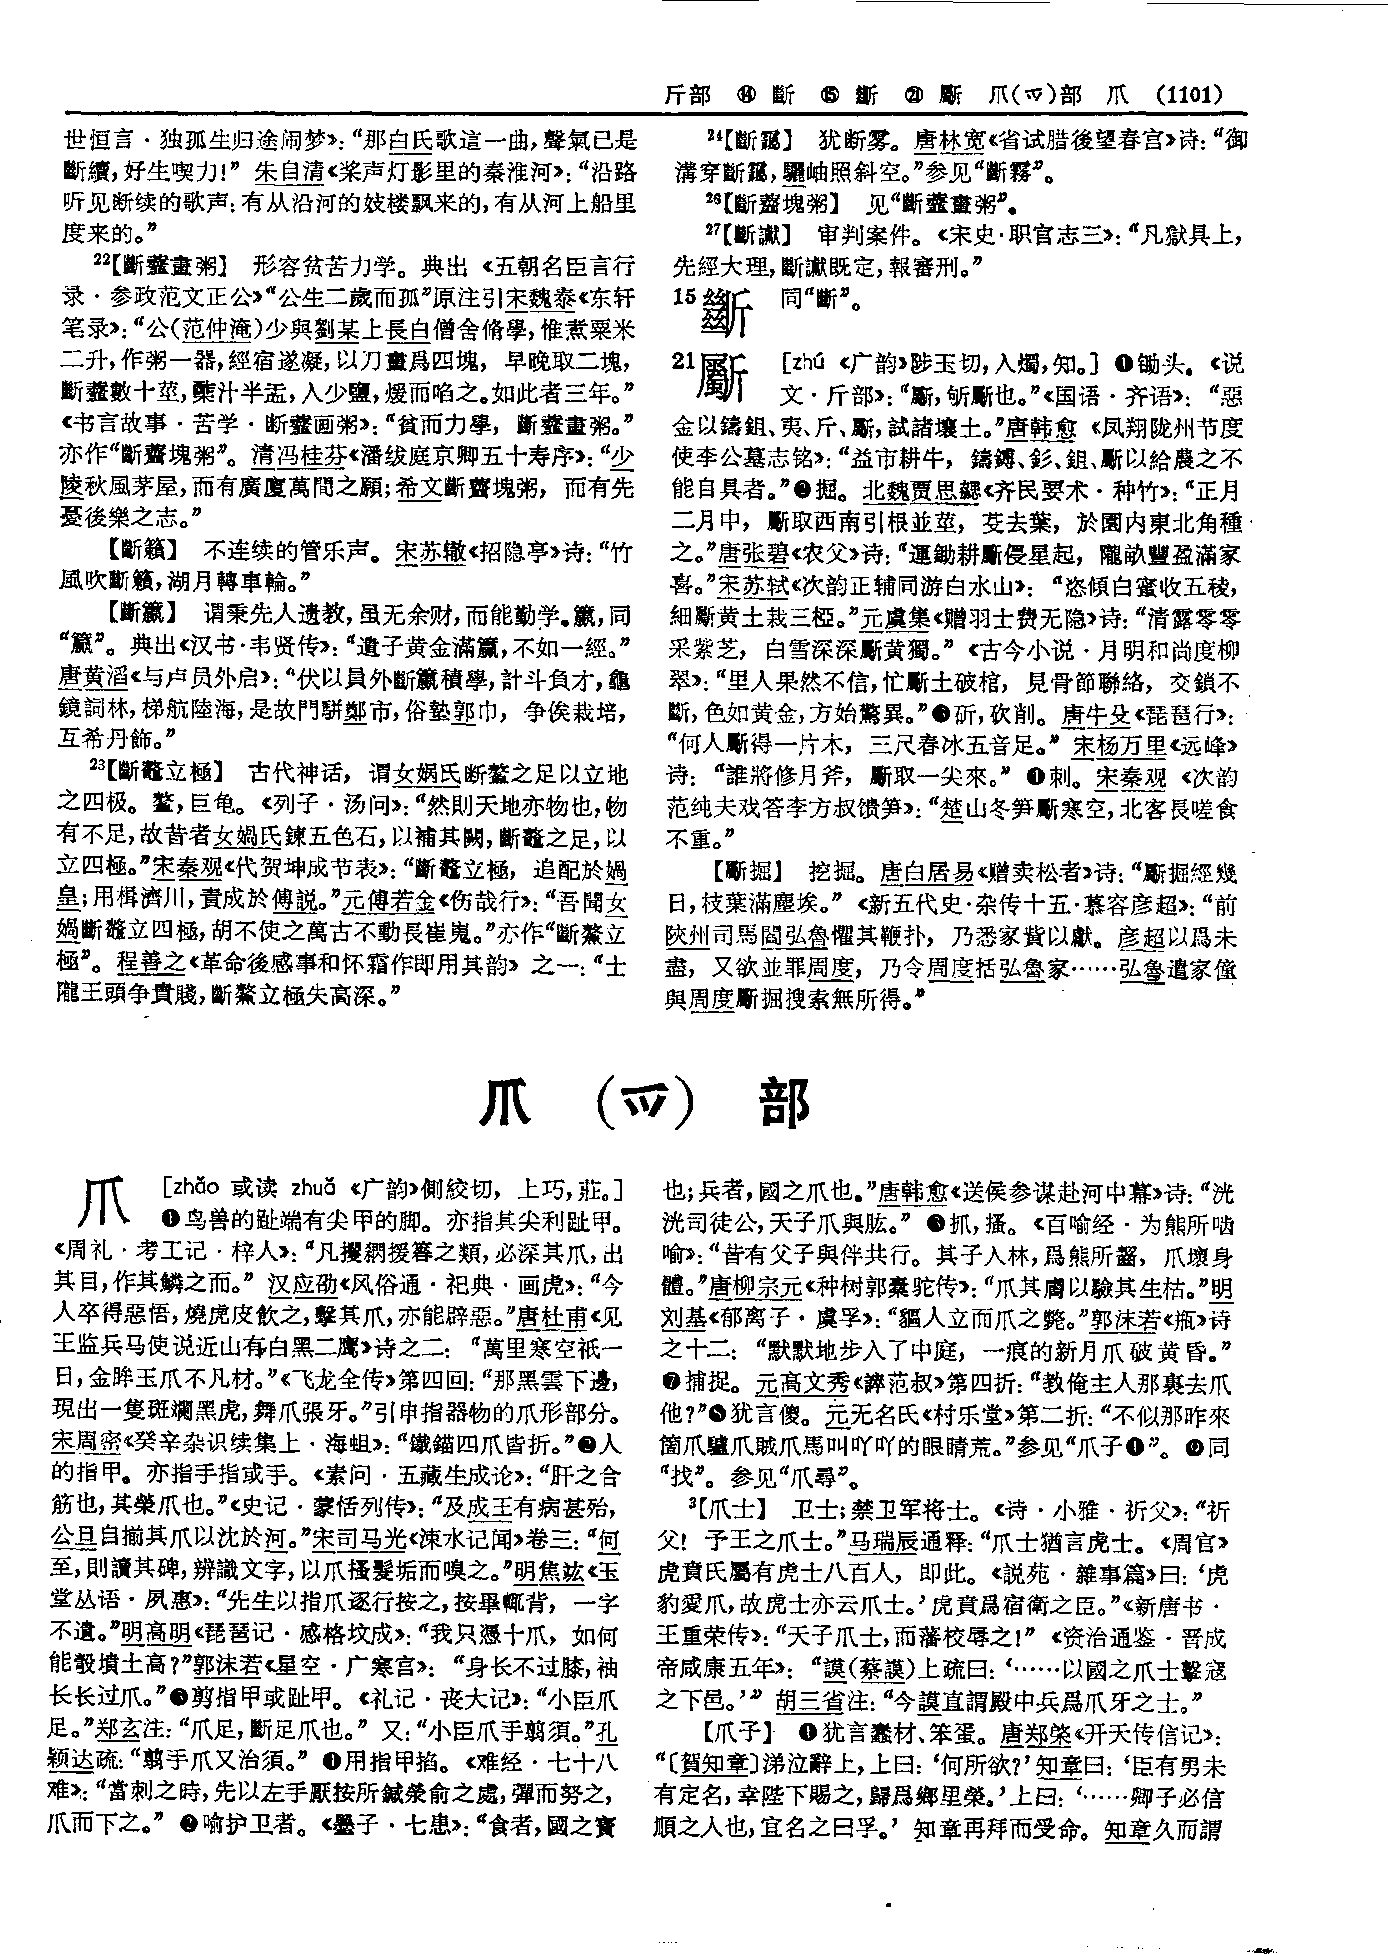 斤部 ⑭ 斷 ⑮ 㡭 ㉑ 斸 爪(爫)部 爪 (1101)
世恒言·独孤生归途闹梦》:“那白氏歌這一曲,聲氣已是
斷續,好生喫力!” 朱自清《桨声灯影里的秦淮河》:“沿路
听见断续的歌声:有从沿河的妓楼飘来的,有从河上船里
度来的。”
22【斷虀畫粥】 形容贫苦力学。典出《五朝名臣言行
录·参政范文正公》“公生二歲而孤”原注引宋魏泰《东轩
笔录》:“公(范仲淹)少與劉某上長白僧舍脩學,惟煮粟米
二升,作粥一器,經宿遂凝,以刀畫爲四塊,早晚取二塊,
斷虀數十莖,虀汁半盂,入少鹽,煖而啗之。如此者三年。”
《书言故事·苦学·断虀画粥》:“貧而力學,斷虀畫粥。”
亦作“斷虀塊粥”。清冯桂芬《潘绂庭京卿五十寿序》:“少
陵秋風茅屋,而有廣廈萬間之願;希文斷虀塊粥,而有先
憂後樂之志。”
【斷籟】 不连续的管乐声。宋苏辙《招隐亭》诗:“竹
風吹斷籟,湖月轉車輪。”
【斷籯】 谓秉先人遗教,虽无余财,而能勤学。籯,同
“籝”。典出《汉书·韦贤传》:“遺子黄金滿籝,不如一經。”
唐黄滔《与卢员外启》:“伏以員外斷籯積學,計斗負才,龜
鏡詞林,梯航陸海,是故門駢鄭市,俗塾郭巾,争俟栽培,
互希丹飾。”
23【斷鼇立極】 古代神话,谓女娲氏断鳌之足以立地
之四极。鳌,巨龟。《列子·汤问》:“然則天地亦物也,物
有不足,故昔者女媧氏鍊五色石,以補其闕,斷鼇之足,以
立四極。”宋秦观《代贺坤成节表》:“斷鼇立極,追配於媧
皇;用楫濟川,責成於傅説。”元傅若金《伤哉行》:“吾聞女
媧斷鼇立四極,胡不使之萬古不動長崔嵬。”亦作“斷鰲立
極”。程善之《革命後感事和怀霜作即用其韵》之一:“士
隴王頭争貴賤,斷鰲立極失高深。”
24【斷靄】 犹断雾。唐林宽《省试腊後望春宫》诗:“御
溝穿斷靄,驪岫照斜空。”参见“斷霧”。
26【斷虀塊粥】 见“斷虀畫粥”。
27【斷讞】 审判案件。《宋史·职官志三》:“凡獄具上,
先經大理,斷讞既定,報審刑。”
15 同“斷”。
21 斸 [zhú 《广韵》陟玉切,入燭,知。] ❶锄头。《说
文·斤部》:“斸,斫斸也。”《国语·齐语》:“惡
金以鑄鉏、夷、斤、斸,試諸壤土。”唐韩愈《凤翔陇州节度
使李公墓志铭》:“益市耕牛,鑄鎛、釤、鉏、斸以給農之不
能自具者。”❷掘。北魏贾思勰《齐民要术·种竹》:“正月
二月中,斸取西南引根並莖,芟去葉,於園内東北角種
之。”唐张碧《农父》诗:“運鋤耕斸侵星起,隴畝豐盈滿家
喜。”宋苏轼《次韵正辅同游白水山》:“恣傾白蜜收五稜,
細斸黄土栽三椏。”元虞集《赠羽士费无隐》诗:“清露零零
采紫芝,白雪深深斸黄獨。”《古今小说·月明和尚度柳
翠》:“里人果然不信,忙斸土破棺,見骨節聯絡,交鎖不
斷,色如黄金,方始驚異。”❸斫,砍削。唐牛殳《琵琶行》:
“何人斸得一片木,三尺春冰五音足。”宋杨万里《远峰》
诗:“誰將修月斧,斸取一尖來。”❹刺。宋秦观《次韵
范纯夫戏答李方叔馈笋》:“楚山冬笋斸寒空,北客長嗟食
不重。”
【斸掘】 挖掘。唐白居易《赠卖松者》诗:“斸掘經幾
日,枝葉滿塵埃。”《新五代史·杂传十五·慕容彦超》:“前
陝州司馬閻弘魯懼其鞭扑,乃悉家貲以獻。彦超以爲未
盡,又欲並罪周度,乃令周度括弘魯家……弘魯遣家僮
與周度斸掘搜索無所得。”
爪 (爫) 部
爪 [zhǎo 或读 zhuǎ 《广韵》側絞切,上巧,莊。]
❶鸟兽的趾端有尖甲的脚。亦指其尖利趾甲。
《周礼·考工记·梓人》:“凡攫閷援簭之類,必深其爪,出
其目,作其鱗之而。”汉应劭《风俗通·祀典·画虎》:“今
人卒得惡悟,燒虎皮飲之,擊其爪,亦能辟惡。”唐杜甫《见
王监兵马使说近山有白黑二鹰》诗之二:“萬里寒空祇一
日,金眸玉爪不凡材。”《飞龙全传》第四回:“那黑雲下邊,
現出一隻斑斕黑虎,舞爪張牙。”引申指器物的爪形部分。
宋周密《癸辛杂识续集上·海蛆》:“鐵錨四爪皆折。”❷人
的指甲。亦指手指或手。《素问·五藏生成论》:“肝之合
筋也,其榮爪也。”《史记·蒙恬列传》:“及成王有病甚殆,
公旦自揃其爪以沈於河。”宋司马光《涑水记闻》卷三:“何
至,則讀其碑,辨識文字,以爪搔髮垢而嗅之。”明焦竑《玉
堂丛语·夙惠》:“先生以指爪逐行按之,按畢輒背,一字
不遺。”明高明《琵琶记·感格坟成》:“我只憑十爪,如何
能彀墳土高?”郭沫若《星空·广寒宫》:“身长不过膝,袖
长长过爪。”❸剪指甲或趾甲。《礼记·丧大记》:“小臣爪
足。”郑玄注:“爪足,斷足爪也。”又:“小臣爪手翦須。”孔
颖达疏:“翦手爪又治須。”❹用指甲掐。《难经·七十八
难》:“當刺之時,先以左手厭按所鍼滎俞之處,彈而努之,
爪而下之。”❺喻护卫者。《墨子·七患》:“食者,國之寶
也;兵者,國之爪也。”唐韩愈《送侯参谋赴河中幕》诗:“洸
洸司徒公,天子爪與肱。”❻抓,搔。《百喻经·为熊所啮
喻》:“昔有父子與伴共行。其子入林,爲熊所齧,爪壞身
體。”唐柳宗元《种树郭橐驼传》:“爪其膚以驗其生枯。”明
刘基《郁离子·虞孚》:“貙人立而爪之斃。”郭沫若《瓶》诗
之十二:“默默地步入了中庭,一痕的新月爪破黄昏。”
❼捕捉。元高文秀《谇范叔》第四折:“教俺主人那裏去爪
他?”❽犹言傻。元无名氏《村乐堂》第二折:“不似那昨來
箇爪驢爪賊爪馬叫吖吖的眼睛荒。”参见“爪子❶”。❾同
“找”。参见“爪尋”。
3【爪士】 卫士;禁卫军将士。《诗·小雅·祈父》:“祈
父!予王之爪士。”马瑞辰通释:“爪士猶言虎士。《周官》
虎賁氏屬有虎士八百人,即此。《説苑·雜事篇》曰:‘虎
豹愛爪,故虎士亦云爪士。’虎賁爲宿衛之臣。”《新唐书·
王重荣传》:“天子爪士,而藩校辱之!”《资治通鉴·晋成
帝咸康五年》:“謨(蔡謨)上疏曰:‘……以國之爪士擊寇
之下邑。’”胡三省注:“今謨直謂殿中兵爲爪牙之士。”
【爪子】 ❶犹言蠢材、笨蛋。唐郑棨《开天传信记》:
“〔賀知章〕涕泣辭上,上曰:‘何所欲?’知章曰:‘臣有男未
有定名,幸陛下賜之,歸爲鄉里榮。’上曰:‘……卿子必信
順之人也,宜名之曰孚。’知章再拜而受命。知章久而謂